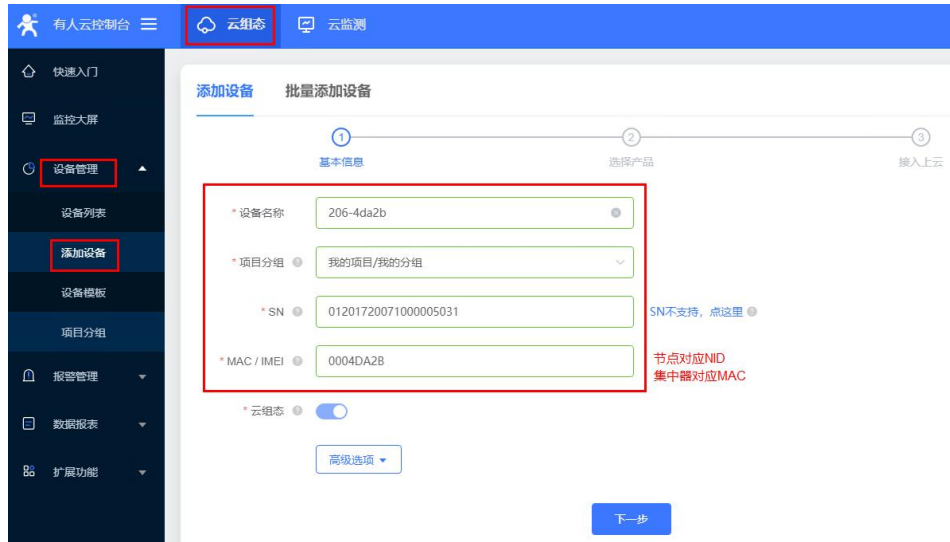 有人云控制台
云组态
云监测
快速入门
监控大屏
设备管理
设备列表
添加设备
设备模板
项目分组
报警管理
数据报表
扩展功能
添加设备
批量添加设备
1
基本信息
2
选择产品
3
接入上云
* 设备名称
206-4da2b
* 项目分组
我的项目/我的分组
* SN
01201720071000005031
SN不支持，点这里
* MAC / IMEI
0004DA2B
节点对应NID
集中器对应MAC
* 云组态
高级选项
下一步